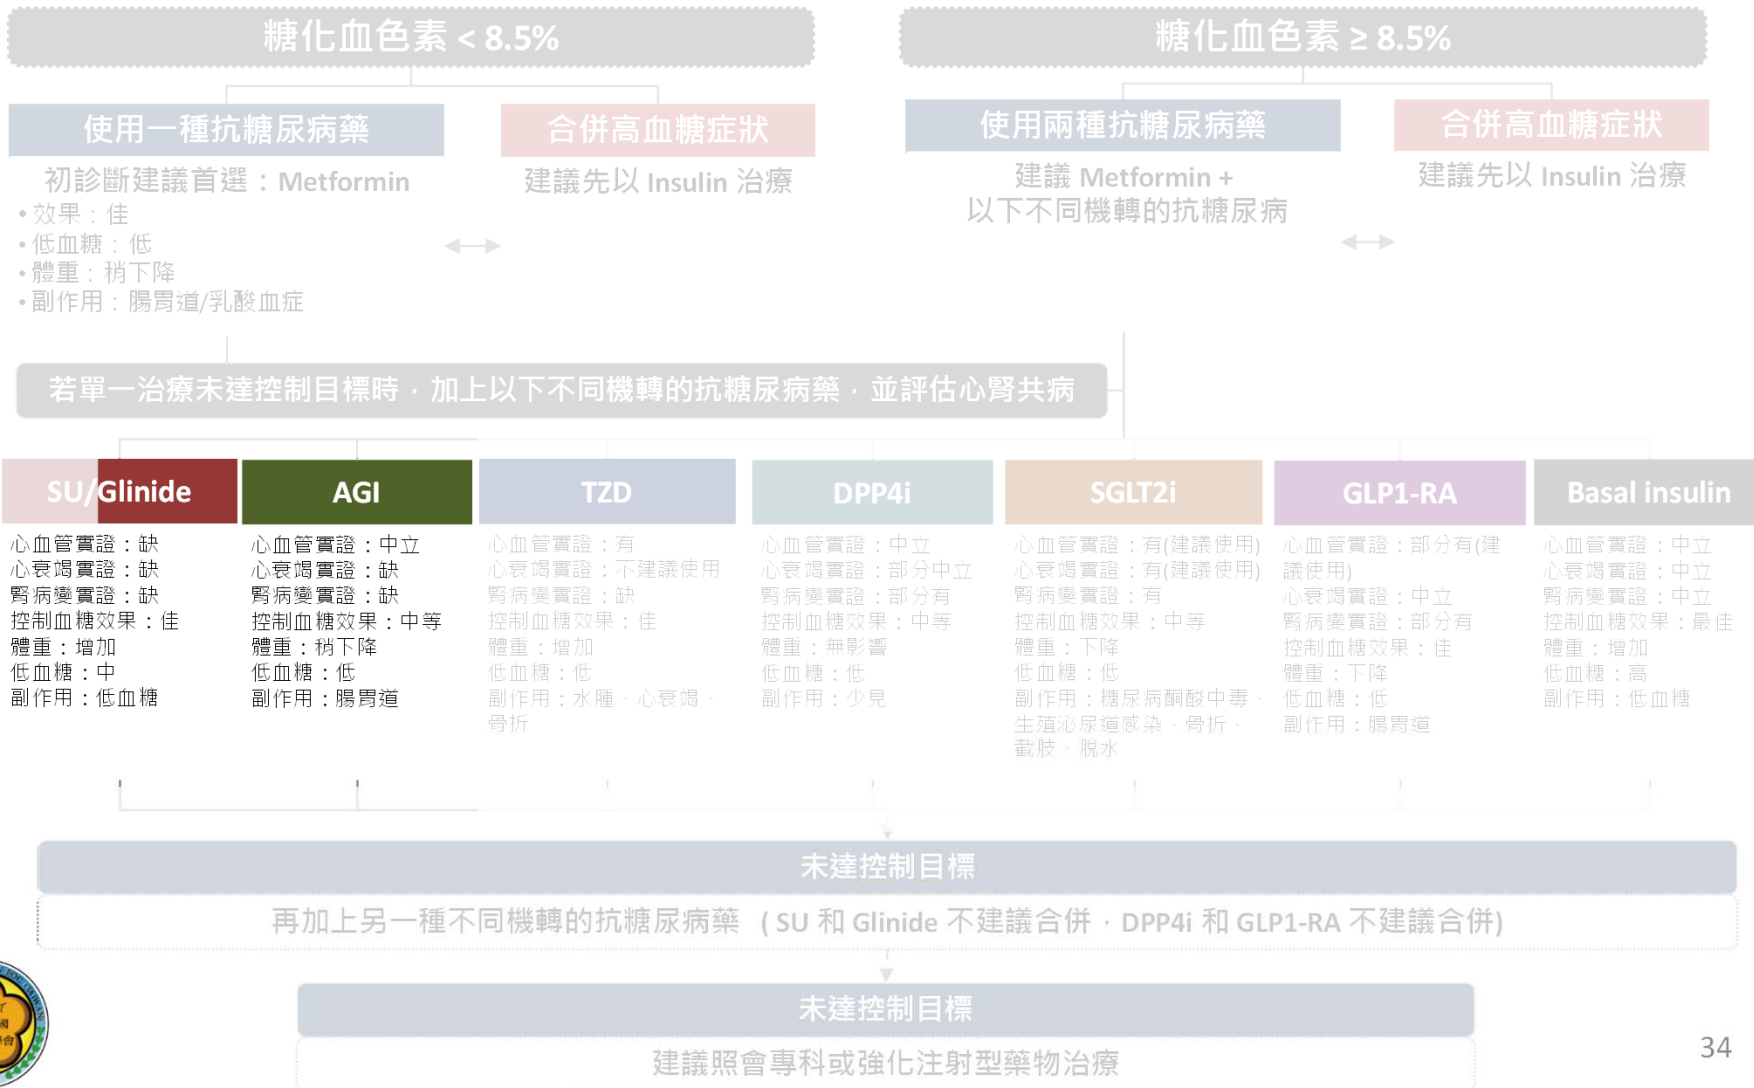 糖化血色素 < 8.5%
糖化血色素 ≥ 8.5%
使用一種抗糖尿病藥
合併高血糖症狀
使用兩種抗糖尿病藥
合併高血糖症狀
初診斷建議首選：Metformin
• 效果：佳
• 低血糖：低
• 體重：稍下降
• 副作用：腸胃道/乳酸血症
建議先以 Insulin 治療
建議 Metformin +
以下不同機轉的抗糖尿病
建議先以 Insulin 治療
若單一治療未達控制目標時，加上以下不同機轉的抗糖尿病藥，並評估心腎共病
SU/Glinide
心血管實證：缺
心衰竭實證：缺
腎病變實證：缺
控制血糖效果：佳
體重：增加
低血糖：中
副作用：低血糖
AGI
心血管實證：中立
心衰竭實證：缺
腎病變實證：缺
控制血糖效果：中等
體重：稍下降
低血糖：低
副作用：腸胃道
TZD
心血管實證：有
心衰竭實證：不建議使用
腎病變實證：缺
控制血糖效果：佳
體重：增加
低血糖：低
副作用：水腫、心衰竭、
骨折
DPP4i
心血管實證：中立
心衰竭實證：部分中立
腎病變實證：部分有
控制血糖效果：中等
體重：無影響
低血糖：低
副作用：少見
SGLT2i
心血管實證：有(建議使用)
心衰竭實證：有(建議使用)
腎病變實證：有
控制血糖效果：中等
體重：下降
低血糖：低
副作用：糖尿病酮酸中毒、
生殖泌尿道感染、骨折、
截肢、脫水
GLP1-RA
心血管實證：部分有(建
議使用)
心衰竭實證：中立
腎病變實證：部分有
控制血糖效果：佳
體重：下降
低血糖：低
副作用：腸胃道
Basal insulin
心血管實證：中立
心衰竭實證：中立
腎病變實證：中立
控制血糖效果：最佳
體重：增加
低血糖：高
副作用：低血糖
未達控制目標
再加上另一種不同機轉的抗糖尿病藥 ( SU 和 Glinide 不建議合併，DPP4i 和 GLP1-RA 不建議合併)
未達控制目標
建議照會專科或強化注射型藥物治療
34